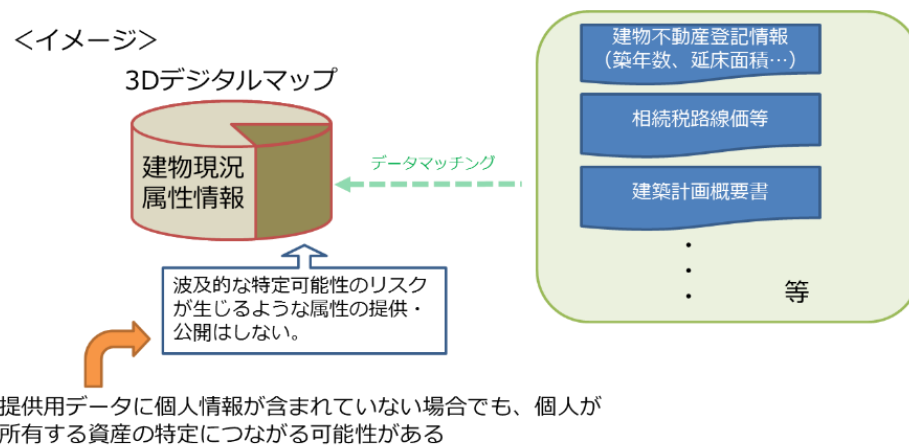 <イメージ>
3Dデジタルマップ
建物現況
属性情報
データマッチング
建物不動産登記情報
（築年数、延床面積…）
相続税路線価等
建築計画概要書
・
・
・
等
波及的な特定可能性のリスク
が生じるような属性の提供・
公開はしない。
提供用データに個人情報が含まれていない場合でも、個人が
所有する資産の特定につながる可能性がある